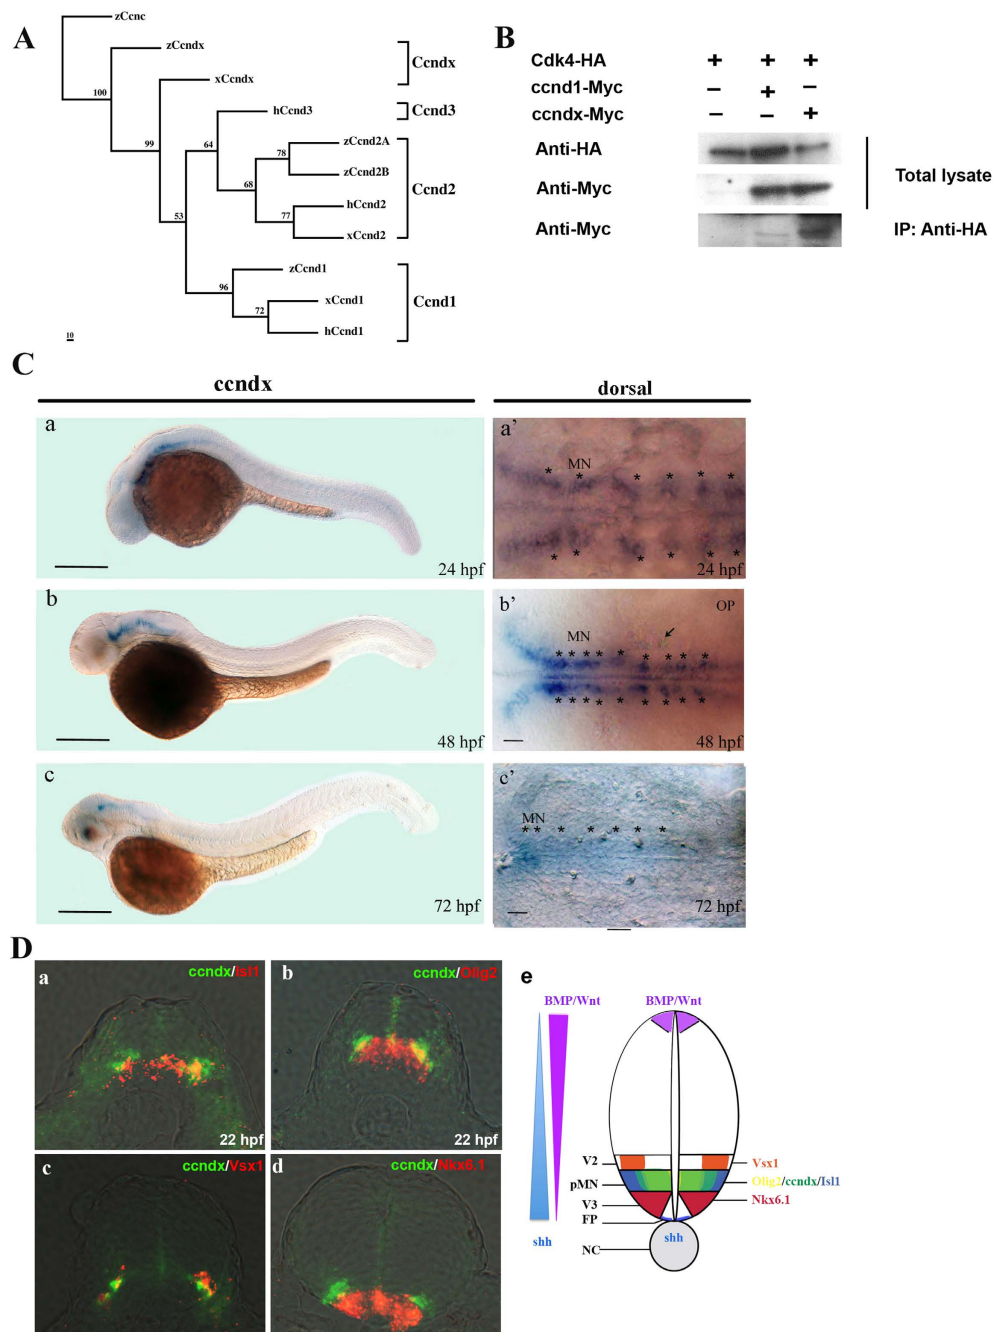 A
zCcnc
zCcndx
xCcndx
hCcnd3
zCcnd2A
zCcnd2B
hCcnd2
xCcnd2
zCcnd1
xCcnd1
hCcnd1
100
99
64
78
68
77
53
96
72
10
Ccndx
Ccnd3
Ccnd2
Ccnd1
B
Cdk4-HA + + +
ccnd1-Myc − + −
ccndx-Myc − − +
Anti-HA
Anti-Myc
Total lysate
Anti-Myc
IP: Anti-HA
C
ccndx
dorsal
a
24 hpf
a'
MN
* * * * * *
* * * * * *
24 hpf
b
48 hpf
b'
OP
MN
* * * * * * * * *
* * * * * * * * *
48 hpf
c
72 hpf
c'
MN
* * * * * * *
72 hpf
D
a
ccndx/Isl1
22 hpf
b
ccndx/Olig2
22 hpf
c
ccndx/Vsx1
d
ccndx/Nkx6.1
e
BMP/Wnt
BMP/Wnt
V2
Vsx1
pMN
Olig2/ccndx/Isl1
V3
Nkx6.1
FP
shh
shh
NC